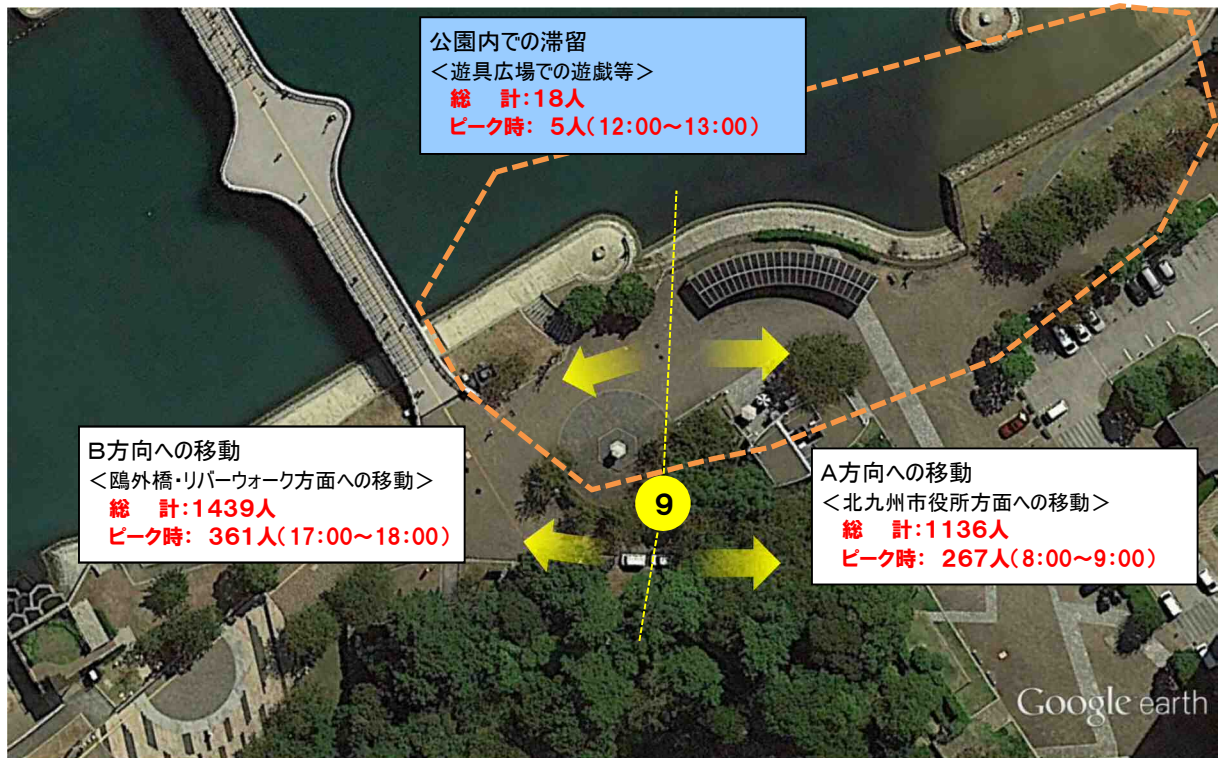 公園内での滞留
＜遊具広場での遊戯等＞
総　計：18人
ピーク時： 5人(12：00～13：00)
B方向への移動
＜鴎外橋・リバーウォーク方面への移動＞
総　計：1439人
ピーク時： 361人(17：00～18：00)
9
A方向への移動
＜北九州市役所方面への移動＞
総　計：1136人
ピーク時： 267人(8：00～9：00)
Google earth